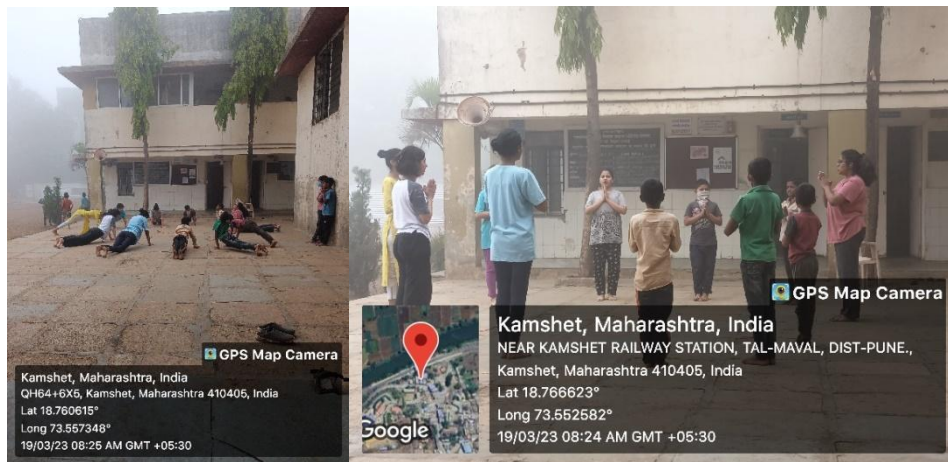 GPS Map Camera
Kamshet, Maharashtra, India
QH64+6X5, Kamshet, Maharashtra 410405, India
Lat 18.760615°
Long 73.557348°
19/03/23 08:25 AM GMT +05:30
GPS Map Camera
Google
Kamshet, Maharashtra, India
NEAR KAMSHET RAILWAY STATION, TAL-MAVAL, DIST-PUNE.,
Kamshet, Maharashtra 410405, India
Lat 18.766623°
Long 73.552582°
19/03/23 08:24 AM GMT +05:30